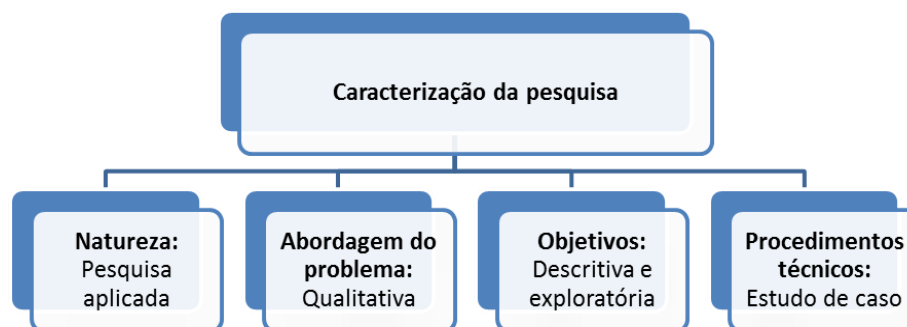 Caracterização da pesquisa
Natureza:
Pesquisa
aplicada
Abordagem do
problema:
Qualitativa
Objetivos:
Descritiva e
exploratória
Procedimentos
técnicos:
Estudo de caso